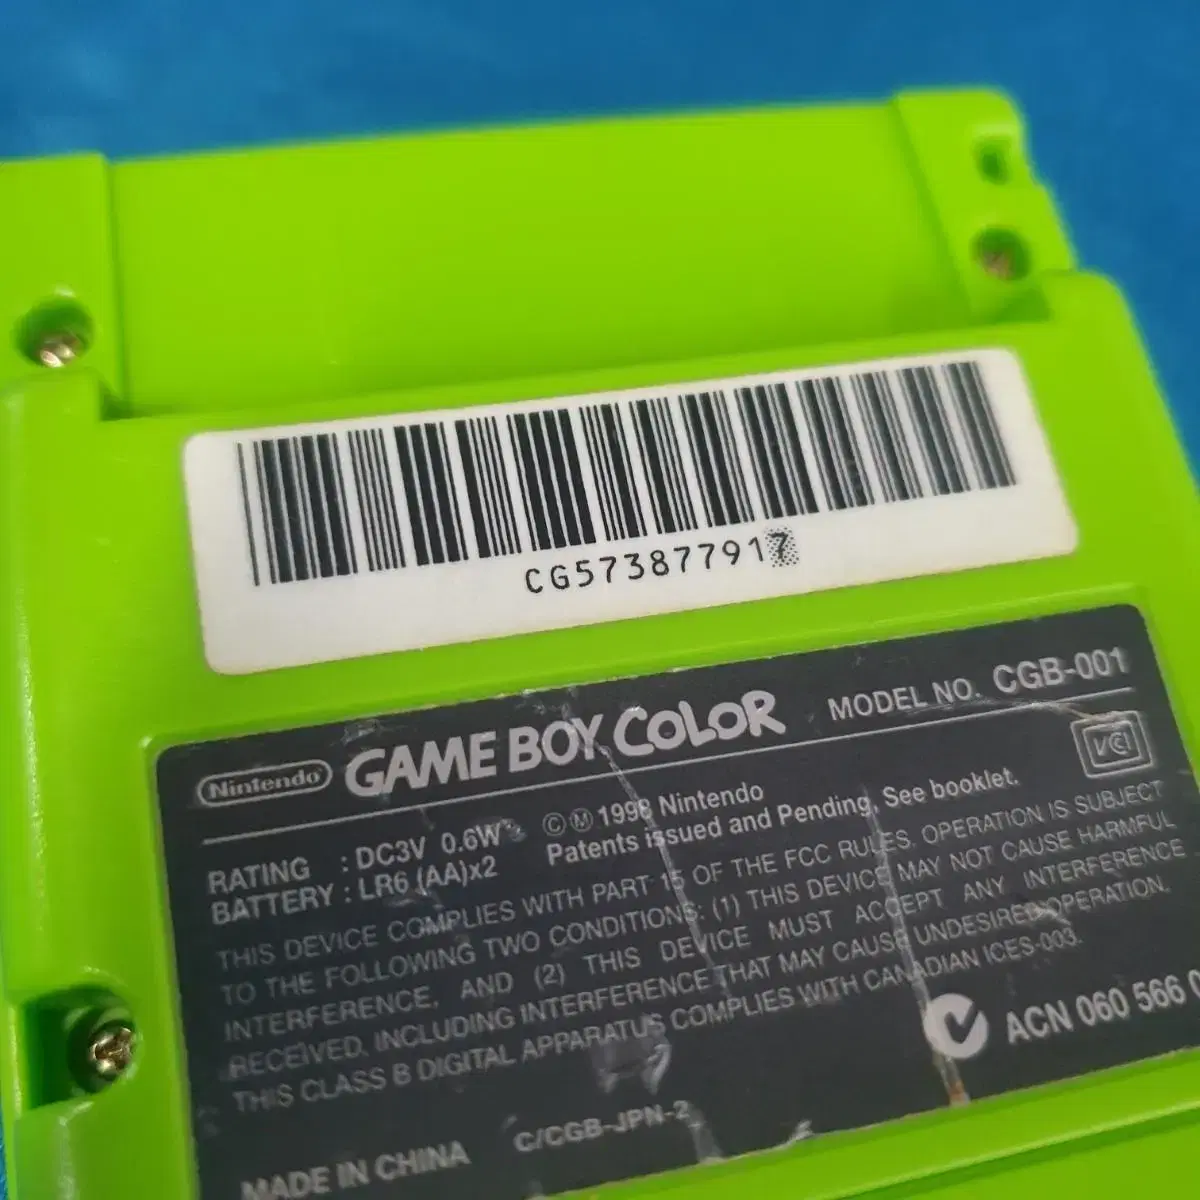 CG573877917
Nintendo GAME BOY COLOR MODEL NO. CGB-001
VCI
RATING : DC3V 0.6W
BATTERY : LR6 (AA)x2
©Ⓜ 1998 Nintendo
Patents issued and Pending. See booklet.
THIS DEVICE COMPLIES WITH PART 15 OF THE FCC RULES. OPERATION IS SUBJECT
TO THE FOLLOWING TWO CONDITIONS: (1) THIS DEVICE MAY NOT CAUSE HARMFUL
INTERFERENCE, AND (2) THIS DEVICE MUST ACCEPT ANY INTERFERENCE
RECEIVED, INCLUDING INTERFERENCE THAT MAY CAUSE UNDESIRED OPERATION.
THIS CLASS B DIGITAL APPARATUS COMPLIES WITH CANADIAN ICES-003.
ACN 060 566
MADE IN CHINA C/CGB-JPN-2